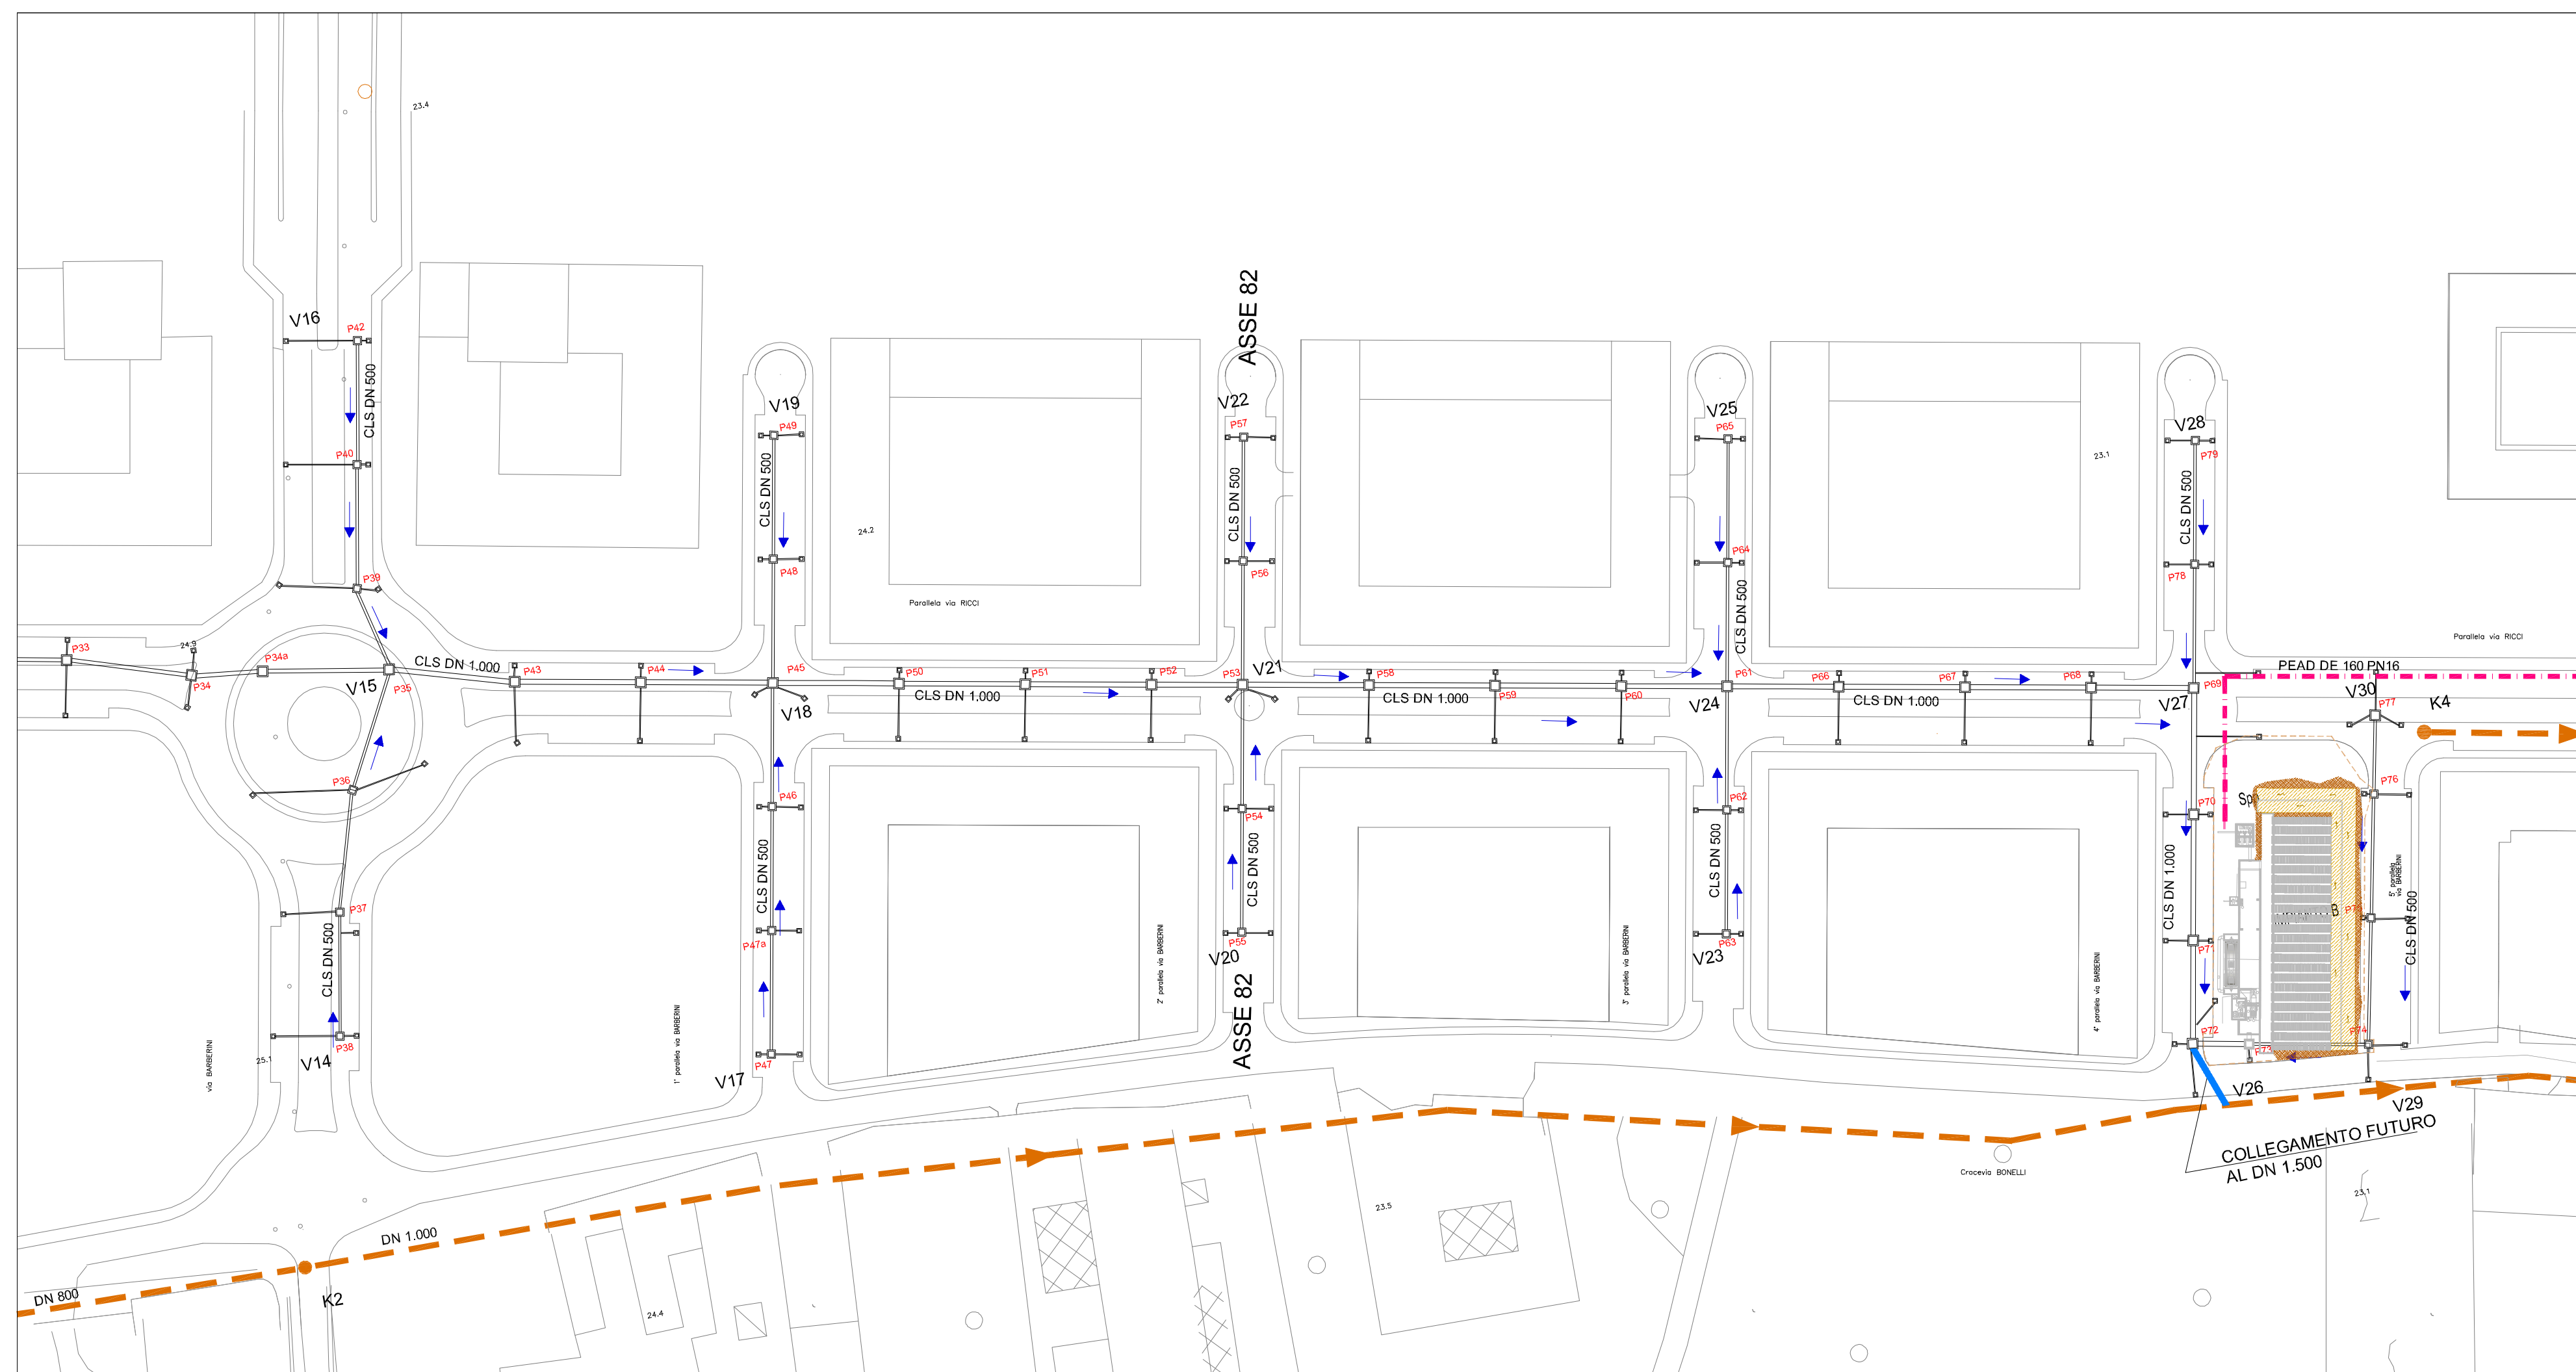 23.4
V16
P42
CLS DN 500
P40
P39
ASSE 82
V19
P49
CLS DN 500
P48
V22
P57
CLS DN 500
P56
V25
P65
P64
CLS DN 500
V28
P79
CLS DN 500
P78
23.1
24.2
Parallela via RICCI
Parallela via RICCI
P33
24.9
P34
P34a
V15
P35
CLS DN 1.000
P43
P44
P45
V18
P50
CLS DN 1.000
P51
P52
P53
V21
P58
CLS DN 1.000
P59
P60
P61
V24
P66
CLS DN 1.000
P67
P68
P69
V27
PEAD DE 160 PN16
V30
P77
K4
P36
P37
CLS DN 500
P38
V14
25.1
via BARBERINI
1° parallela via BARBERINI
P46
CLS DN 500
P47a
P47
V17
P54
CLS DN 500
P55
V20
ASSE 82
2° parallela via BARBERINI
P62
CLS DN 500
P63
V23
3° parallela via BARBERINI
4° parallela via BARBERINI
P70
CLS DN 1.000
P71
P72
P73
P76
5° parallela
via BARBERINI
CLS DN 500
P74
V26
V29
COLLEGAMENTO FUTURO
AL DN 1.500
Crocevia BONELLI
23.5
23.1
DN 1.000
DN 800
K2
24.4